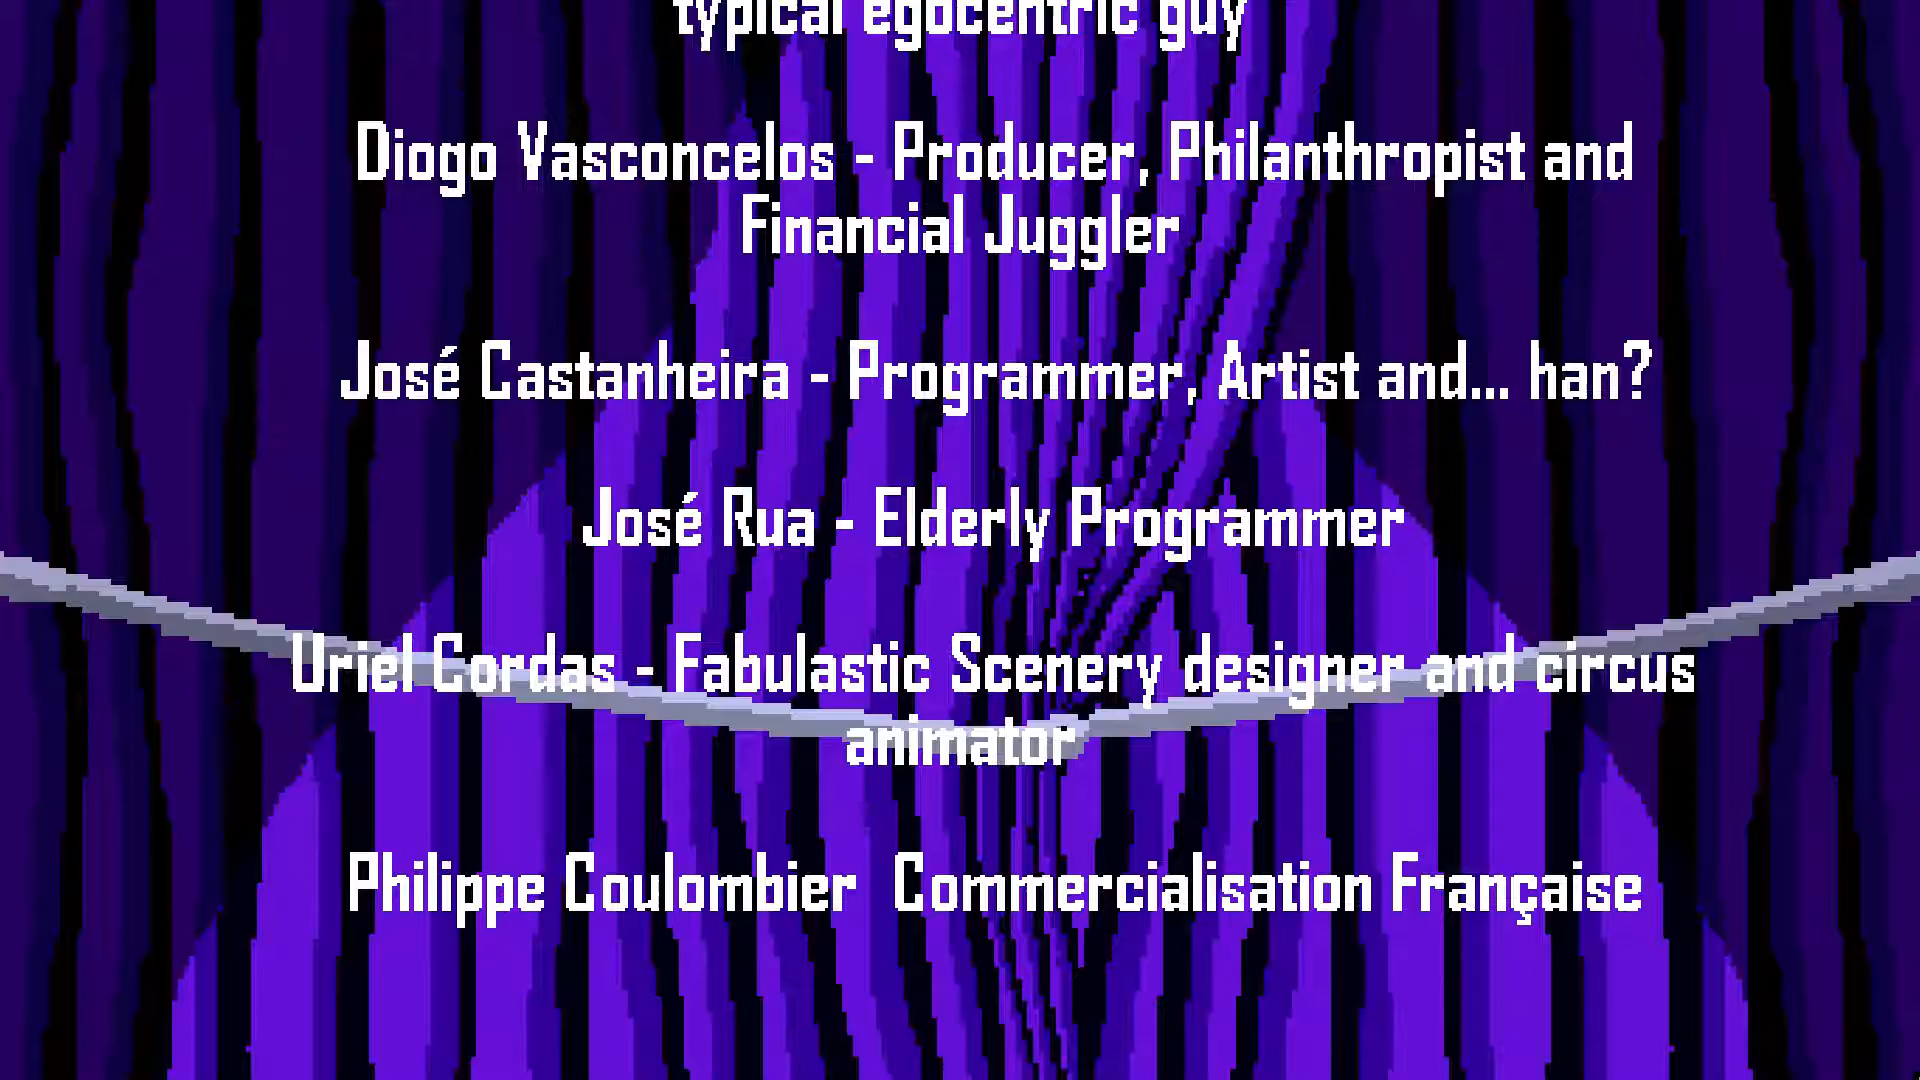 typical egocentric guy
Diogo Vasconcelos - Producer, Philanthropist and
Financial Juggler
José Castanheira - Programmer, Artist and... han?
José Rua - Elderly Programmer
Uriel Cordas - Fabulastic Scenery designer and circus
animator
Philippe Coulombier  Commercialisation Française